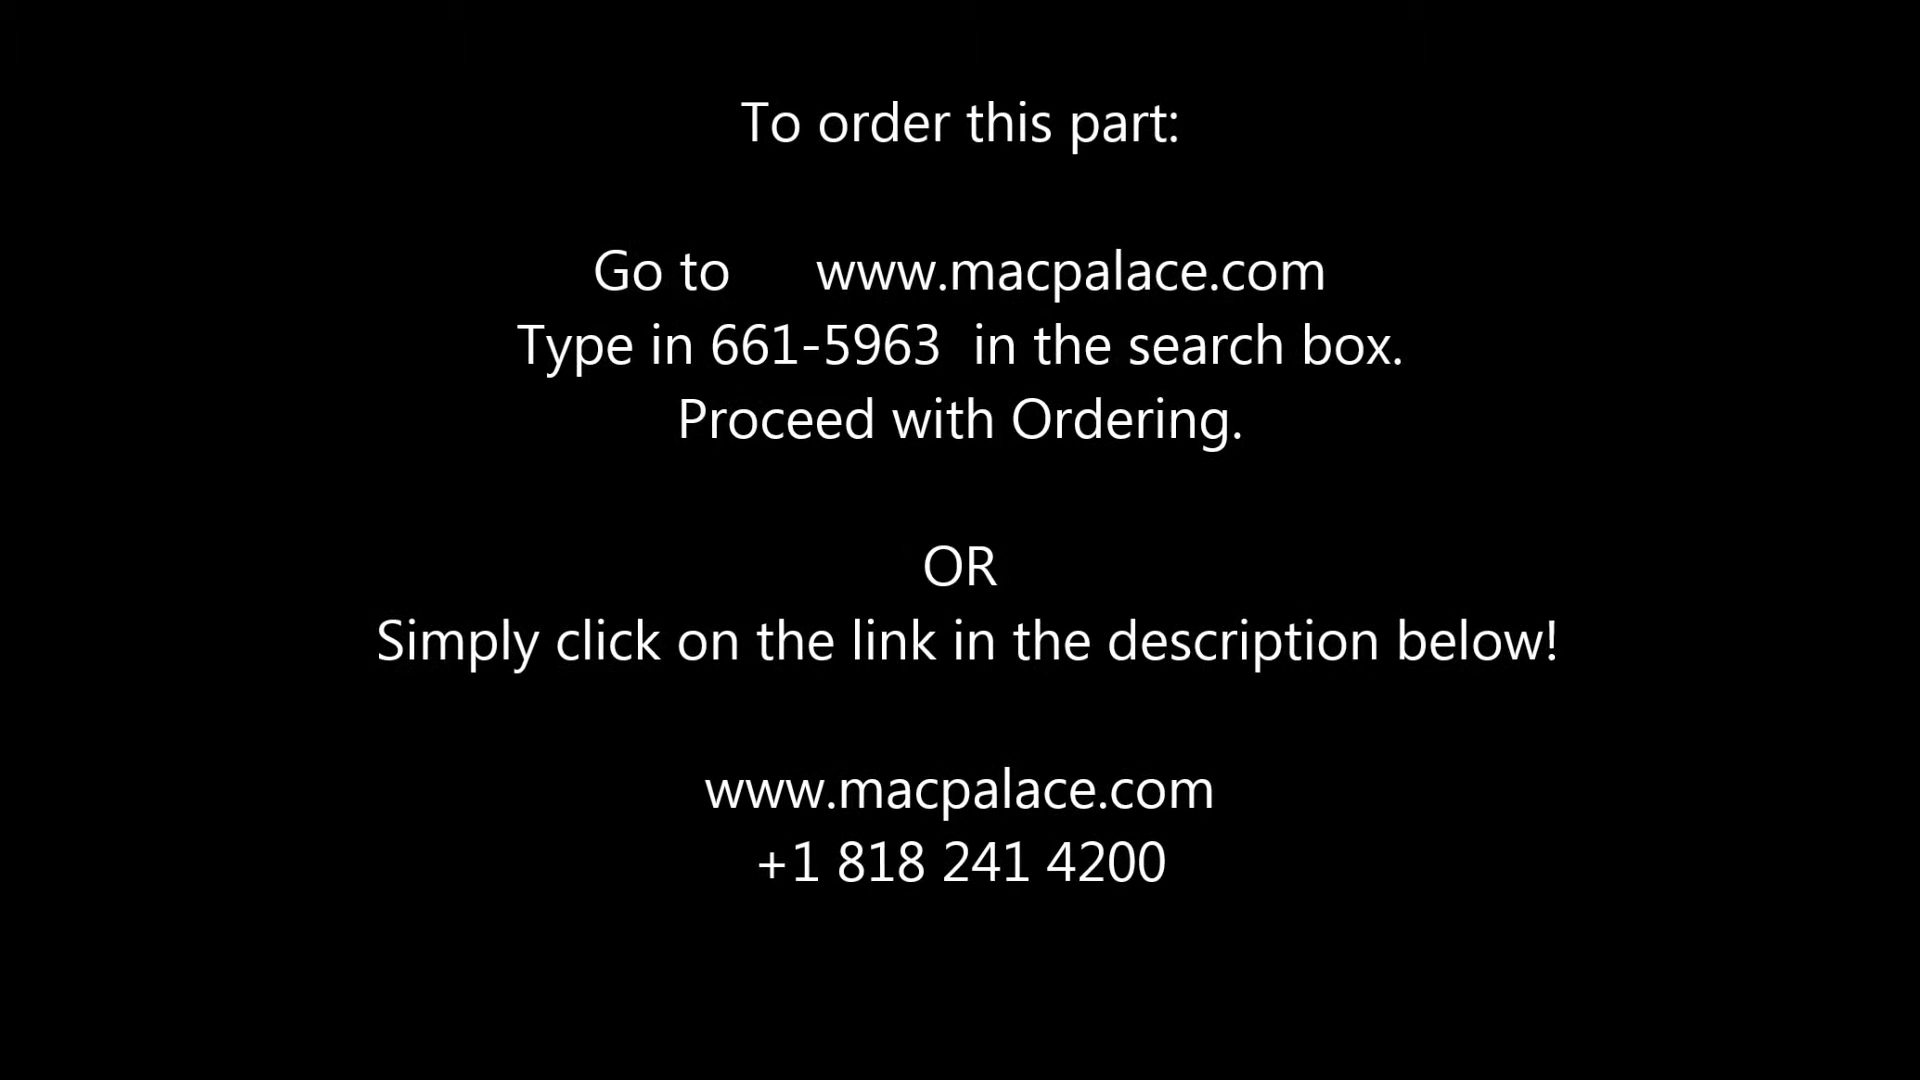 To order this part:
Go to www.macpalace.com
Type in 661-5963 in the search box.
Proceed with Ordering.
OR
Simply click on the link in the description below!
www.macpalace.com
+1 818 241 4200